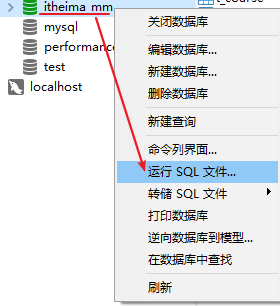 itheima_mm
mysql
performance
test
localhost
t_course
关闭数据库
编辑数据库...
新建数据库...
删除数据库
新建查询
命令列界面...
运行 SQL 文件...
转储 SQL 文件
打印数据库
逆向数据库到模型...
在数据库中查找
刷新